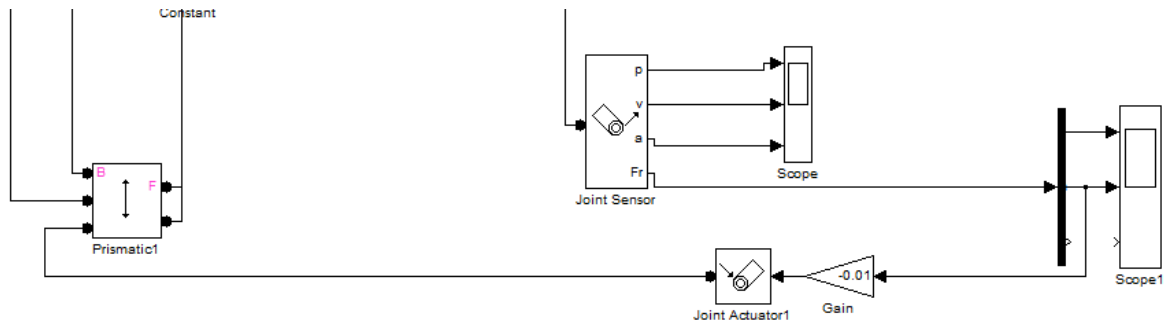 Constant
p
v
a
Fr
Joint Sensor
Scope
B
F
Prismatic1
-0.01
Gain
Joint Actuator1
Scope1